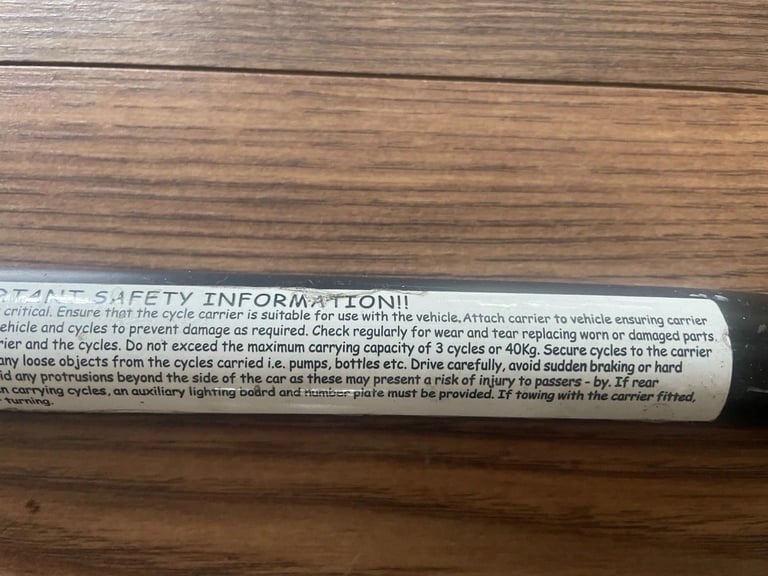 RTANT SAFETY INFORMATION!!
critical. Ensure that the cycle carrier is suitable for use with the vehicle. Attach carrier to vehicle ensuring carrier
ehicle and cycles to prevent damage as required. Check regularly for wear and tear replacing worn or damaged parts.
rier and the cycles. Do not exceed the maximum carrying capacity of 3 cycles or 40Kg. Secure cycles to the carrier
any loose objects from the cycles carried i.e. pumps, bottles etc. Drive carefully, avoid sudden braking or hard
id any protrusions beyond the side of the car as these may present a risk of injury to passers - by. If rear
n carrying cycles, an auxiliary lighting board and number plate must be provided. If towing with the carrier fitted,
turning.